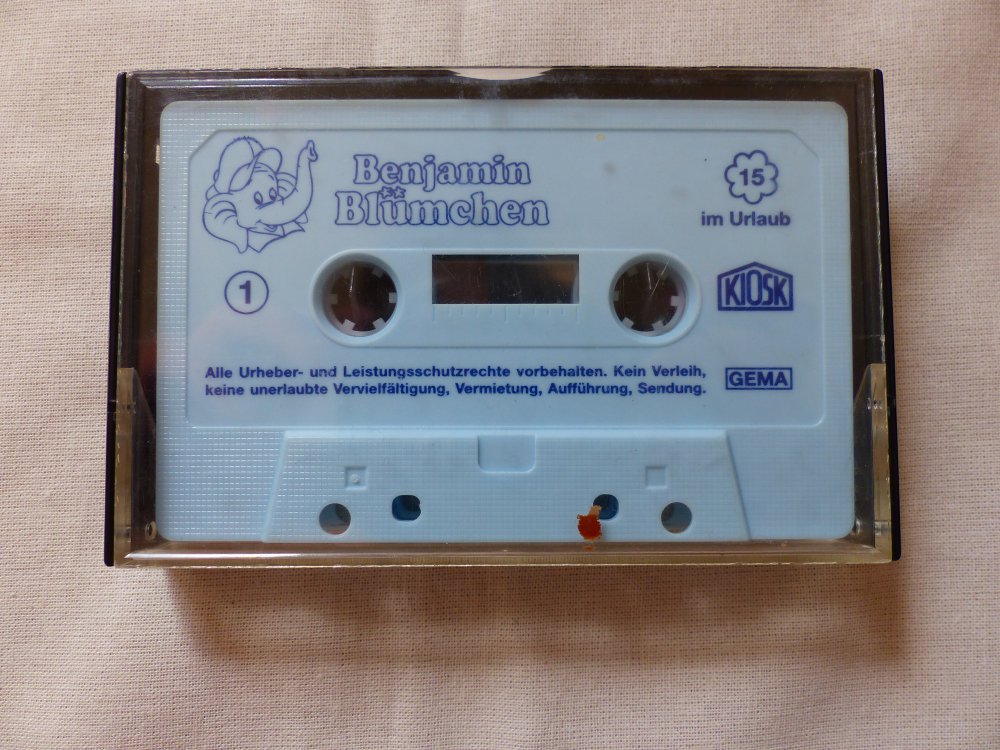 Benjamin
Blümchen
15
im Urlaub
1
KIOSK
Alle Urheber- und Leistungsschutzrechte vorbehalten. Kein Verleih,
keine unerlaubte Vervielfältigung, Vermietung, Aufführung, Sendung.
GEMA